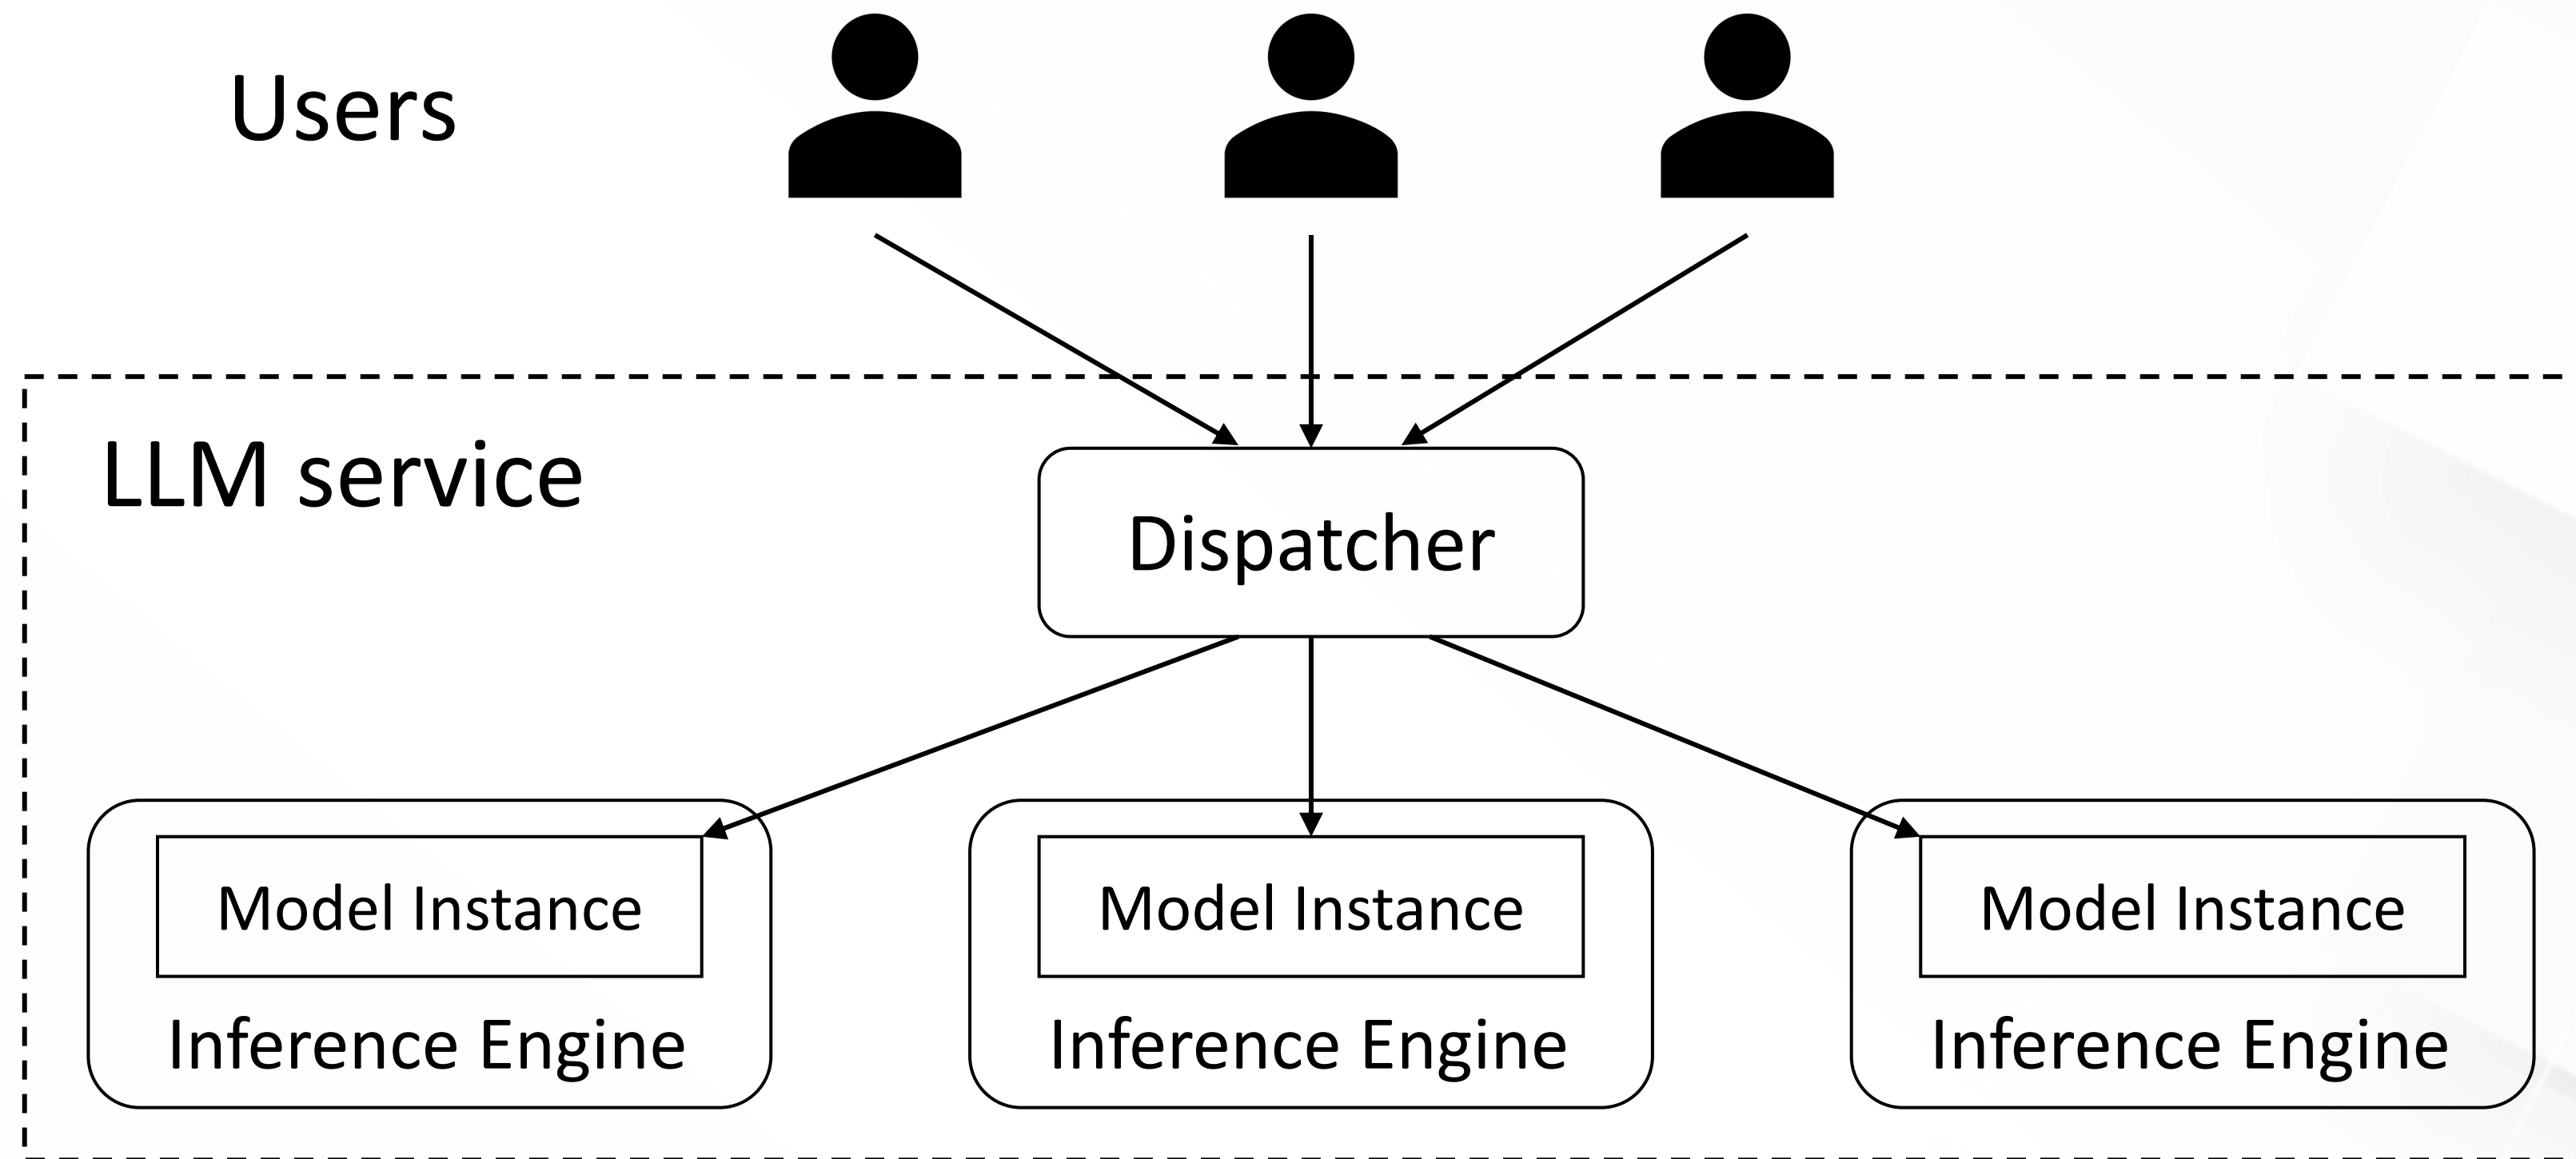 Users
LLM service
Dispatcher
Model Instance
Model Instance
Model Instance
Inference Engine
Inference Engine
Inference Engine